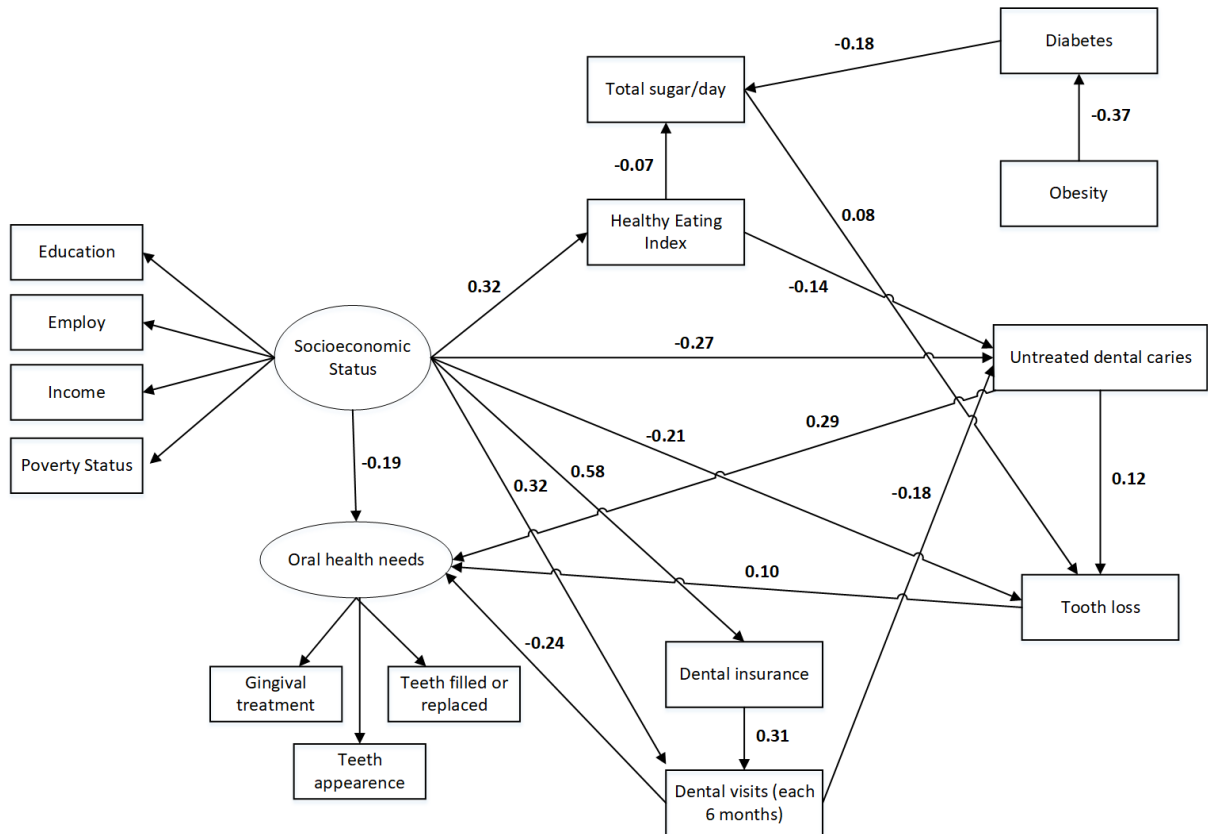 Diabetes
-0.18
Total sugar/day
-0.37
-0.07
Obesity
Healthy Eating
Index
0.08
Education
0.32
-0.14
Employ
Socioeconomic
Status
-0.27
Untreated dental caries
Income
Poverty Status
-0.19
-0.21
0.29
0.58
0.32
-0.18
0.12
Oral health needs
0.10
Tooth loss
-0.24
Gingival
treatment
Teeth filled or
replaced
Dental insurance
0.31
Teeth
appearence
Dental visits (each
6 months)